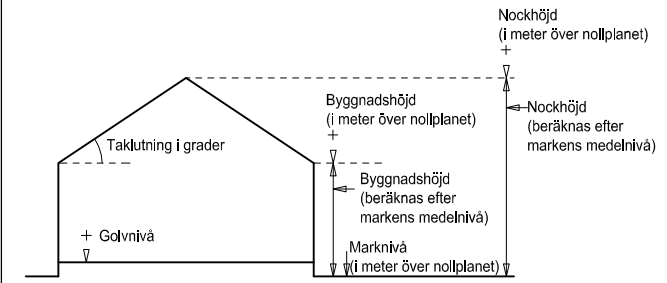 Nockhöjd
(i meter över nollplanet)
+
Byggnadshöjd
(i meter över nollplanet)
+
Nockhöjd
(beräknas efter
markens medelnivå)
Taklutning i grader
Byggnadshöjd
(beräknas efter
markens medelnivå)
+ Golvnivå
Marknivå
(i meter över nollplanet)